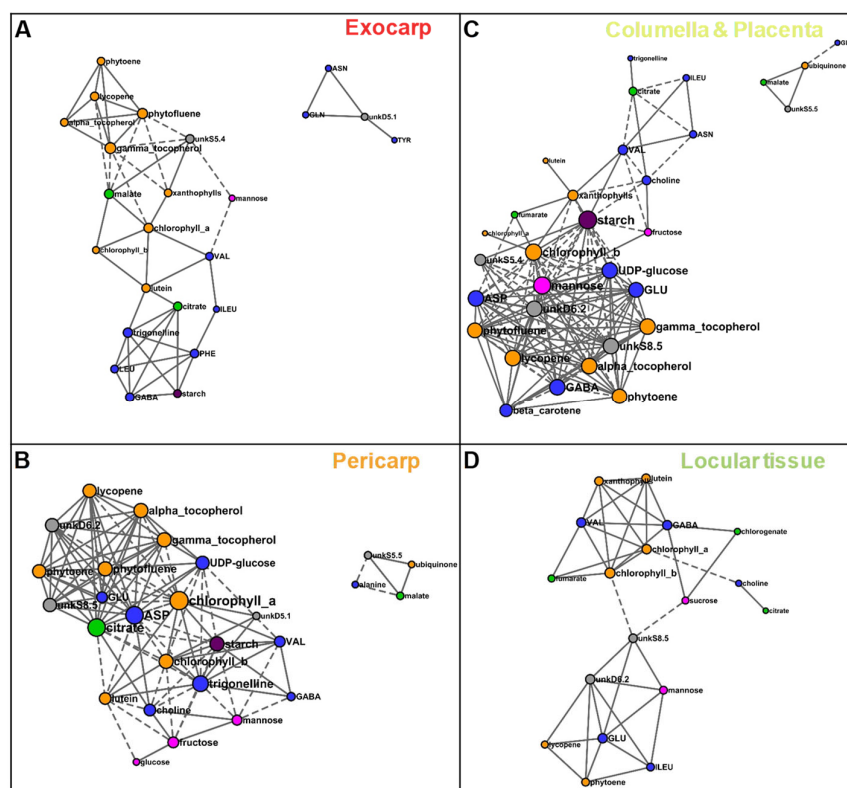 A
Exocarp
phytoene
lycopene
phytofluene
alpha_tocopherol
gamma_tocopherol
unkS5.4
malate
xanthophylls
mannose
chlorophyll_a
chlorophyll_b
VAL
lutein
citrate
ILEU
trigonelline
PHE
LEU
GABA
starch
ASN
GLN
unkD5.1
TYR
C
Columella & Placenta
trigonelline
ILEU
citrate
ASN
VAL
choline
lutein
xanthophylls
fumarate
starch
fructose
chlorophyll_a
chlorophyll_b
unkS5.4
UDP-glucose
mannose
GLU
ASP
unkD6.2
phytofluene
gamma_tocopherol
unkS8.5
lycopene
alpha_tocopherol
GABA
phytoene
beta_carotene
ubiquinone
malate
unkS5.5
B
Pericarp
lycopene
alpha_tocopherol
unkD6.2
gamma_tocopherol
UDP-glucose
phytoene
phytofluene
GLU
chlorophyll_a
unkS8.5
ASP
unkD5.1
citrate
starch
VAL
chlorophyll_b
trigonelline
GABA
lutein
choline
mannose
fructose
glucose
unkS5.5
ubiquinone
alanine
malate
D
Locular tissue
xanthophylls
lutein
VAL
GABA
chlorogenate
chlorophyll_a
fumarate
chlorophyll_b
choline
sucrose
citrate
unkS8.5
unkD6.2
mannose
lycopene
GLU
ILEU
phytoene